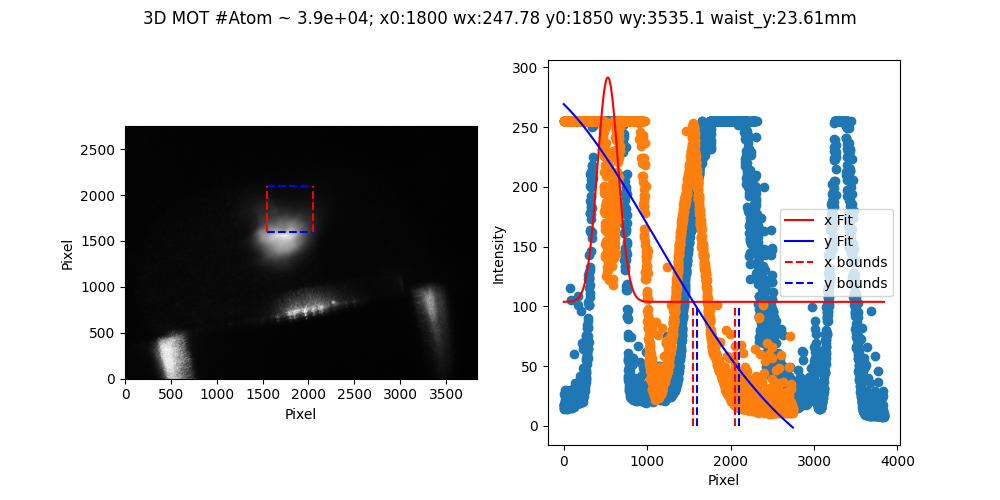 3D MOT #Atom ~ 3.9e+04; x0:1800 wx:247.78 y0:1850 wy:3535.1 waist_y:23.61mm
Pixel
2500
2000
1500
1000
500
0
0 500 1000 1500 2000 2500 3000 3500
Pixel
Intensity
300
250
200
150
100
50
0
x Fit
y Fit
x bounds
y bounds
0 1000 2000 3000 4000
Pixel